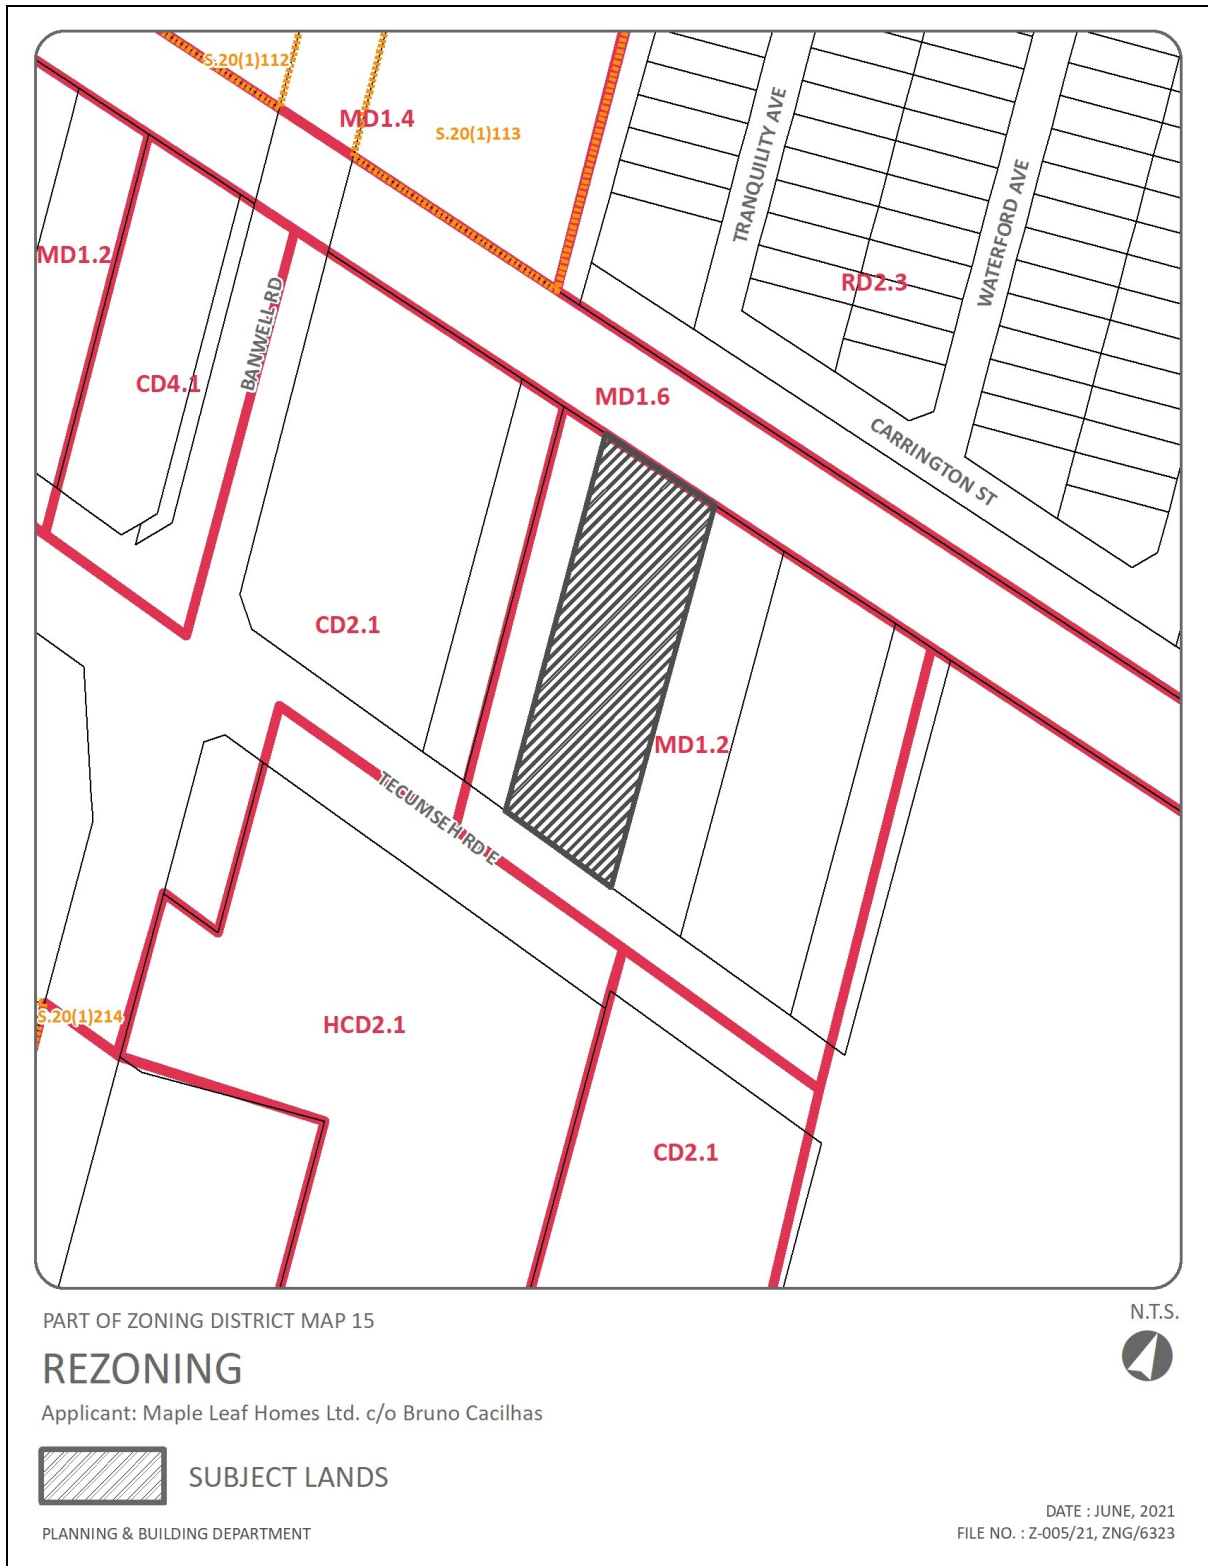 S.20(1)112
MD1.4
S.20(1)113
TRANQUILITY AVE
WATERFORD AVE
MD1.2
RD2.3
BANWELL RD
CD4.1
MD1.6
CARRINGTON ST
CD2.1
MD1.2
TECUMSEH RD E
S.20(1)214
HCD2.1
CD2.1
PART OF ZONING DISTRICT MAP 15
N.T.S.
REZONING
Applicant: Maple Leaf Homes Ltd. c/o Bruno Cacilhas
SUBJECT LANDS
PLANNING & BUILDING DEPARTMENT
DATE : JUNE, 2021
FILE NO. : Z-005/21, ZNG/6323